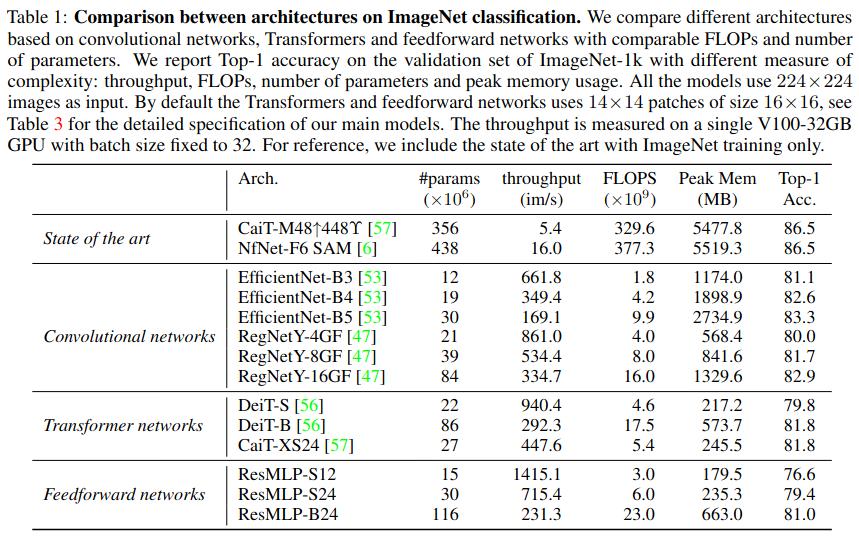 Table 1: Comparison between architectures on ImageNet classification. We compare different architectures
based on convolutional networks, Transformers and feedforward networks with comparable FLOPs and number
of parameters. We report Top-1 accuracy on the validation set of ImageNet-1k with different measure of
complexity: throughput, FLOPs, number of parameters and peak memory usage. All the models use 224×224
images as input. By default the Transformers and feedforward networks uses 14×14 patches of size 16×16, see
Table 3 for the detailed specification of our main models. The throughput is measured on a single V100-32GB
GPU with batch size fixed to 32. For reference, we include the state of the art with ImageNet training only.
Arch. #params throughput FLOPS Peak Mem Top-1
(×10⁶) (im/s) (×10⁹) (MB) Acc.
State of the art
CaiT-M48↑448ϒ [57] 356 5.4 329.6 5477.8 86.5
NfNet-F6 SAM [6] 438 16.0 377.3 5519.3 86.5
Convolutional networks
EfficientNet-B3 [53] 12 661.8 1.8 1174.0 81.1
EfficientNet-B4 [53] 19 349.4 4.2 1898.9 82.6
EfficientNet-B5 [53] 30 169.1 9.9 2734.9 83.3
RegNetY-4GF [47] 21 861.0 4.0 568.4 80.0
RegNetY-8GF [47] 39 534.4 8.0 841.6 81.7
RegNetY-16GF [47] 84 334.7 16.0 1329.6 82.9
Transformer networks
DeiT-S [56] 22 940.4 4.6 217.2 79.8
DeiT-B [56] 86 292.3 17.5 573.7 81.8
CaiT-XS24 [57] 27 447.6 5.4 245.5 81.8
Feedforward networks
ResMLP-S12 15 1415.1 3.0 179.5 76.6
ResMLP-S24 30 715.4 6.0 235.3 79.4
ResMLP-B24 116 231.3 23.0 663.0 81.0